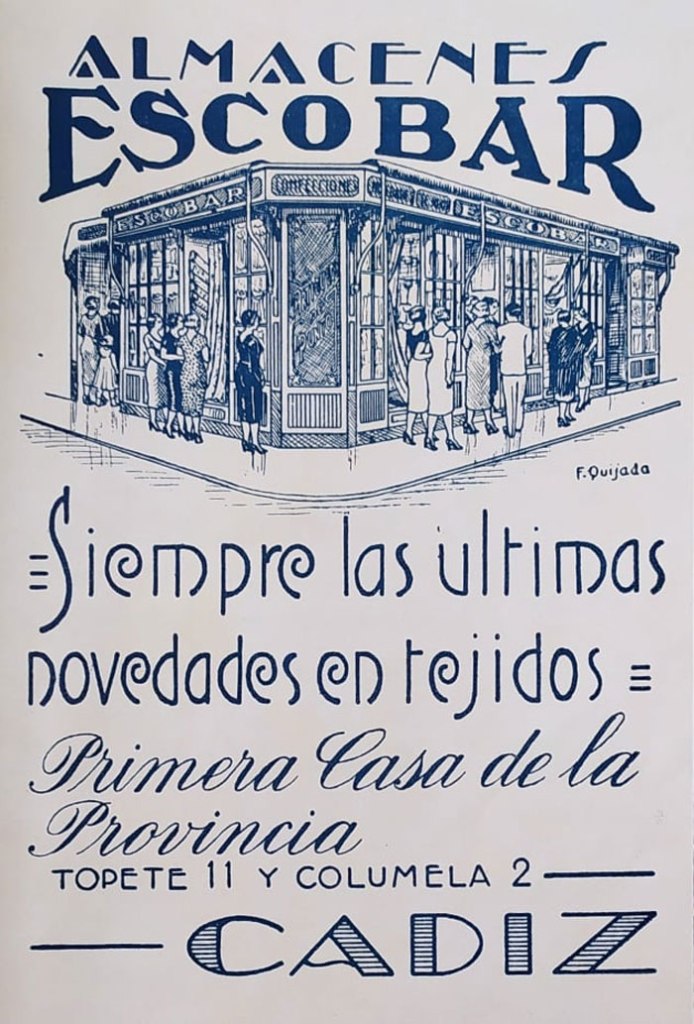 ALMACENES
ESCOBAR
ESCOBAR
CONFECCIONES
ESCOBAR
F. Quijada
Siempre las ultimas
novedades en tejidos
Primera Casa de la
Provincia
TOPETE 11 Y COLUMELA 2
CADIZ